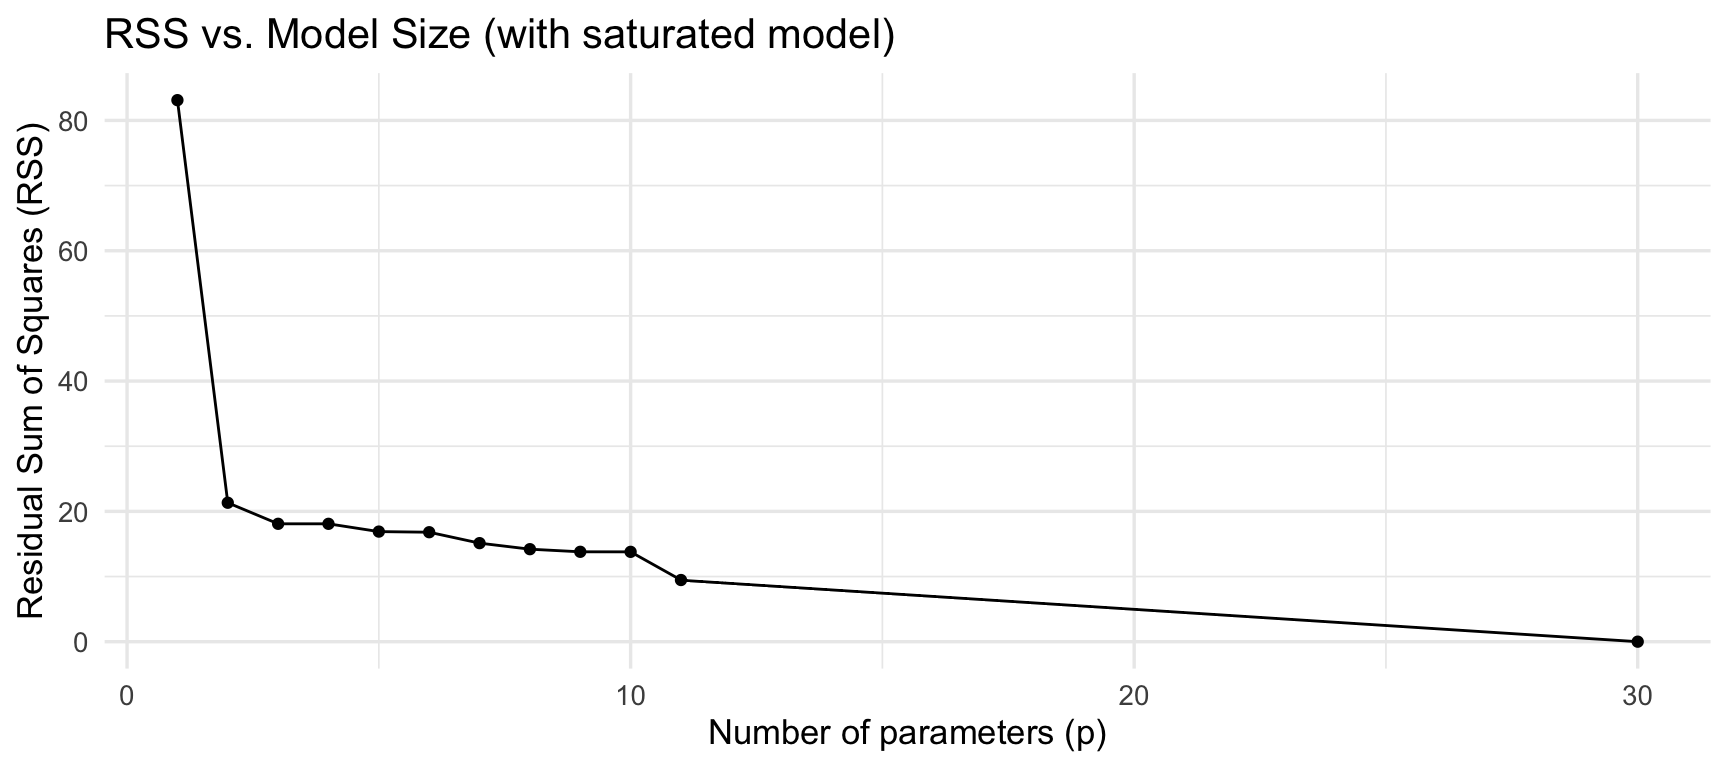 RSS vs. Model Size (with saturated model)
Residual Sum of Squares (RSS)
80
60
40
20
0
0 10 20 30
Number of parameters (p)